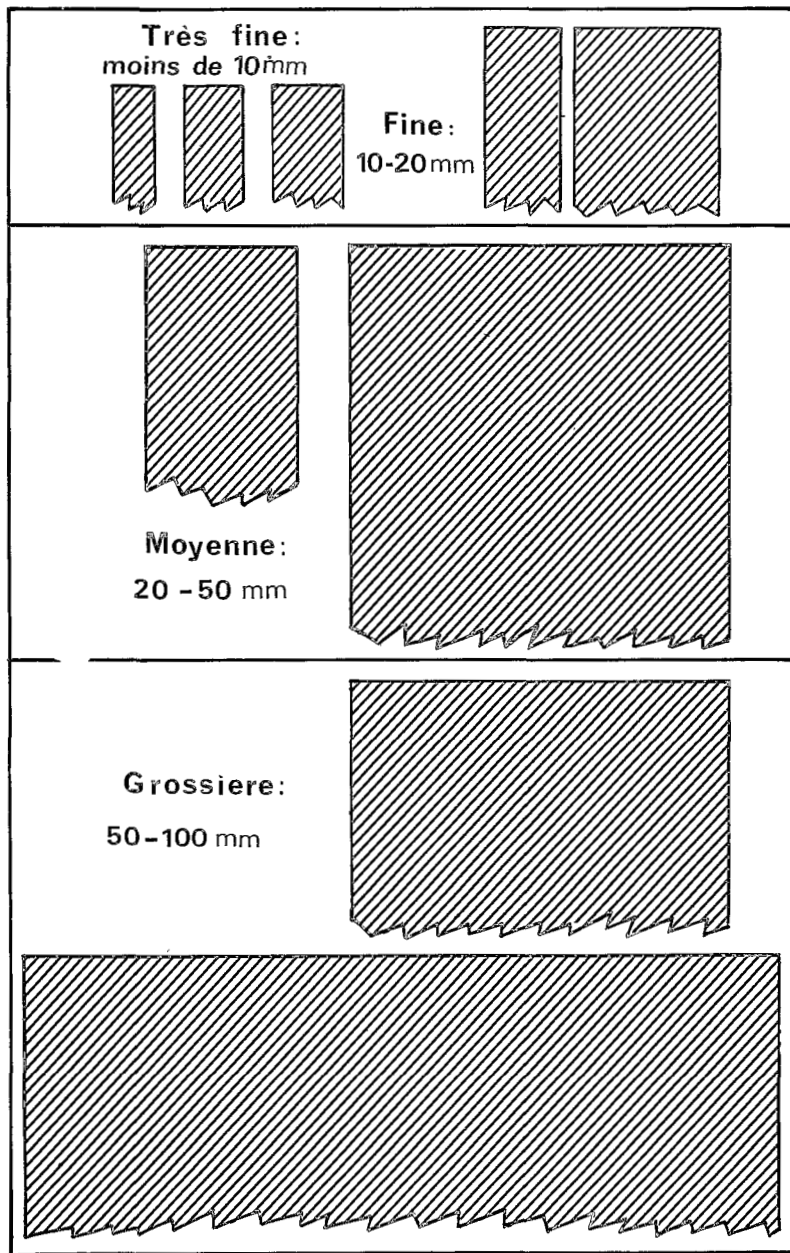 Très fine:
moins de 10mm
Fine:
10-20mm
Moyenne:
20-50 mm
Grossiere:
50-100 mm